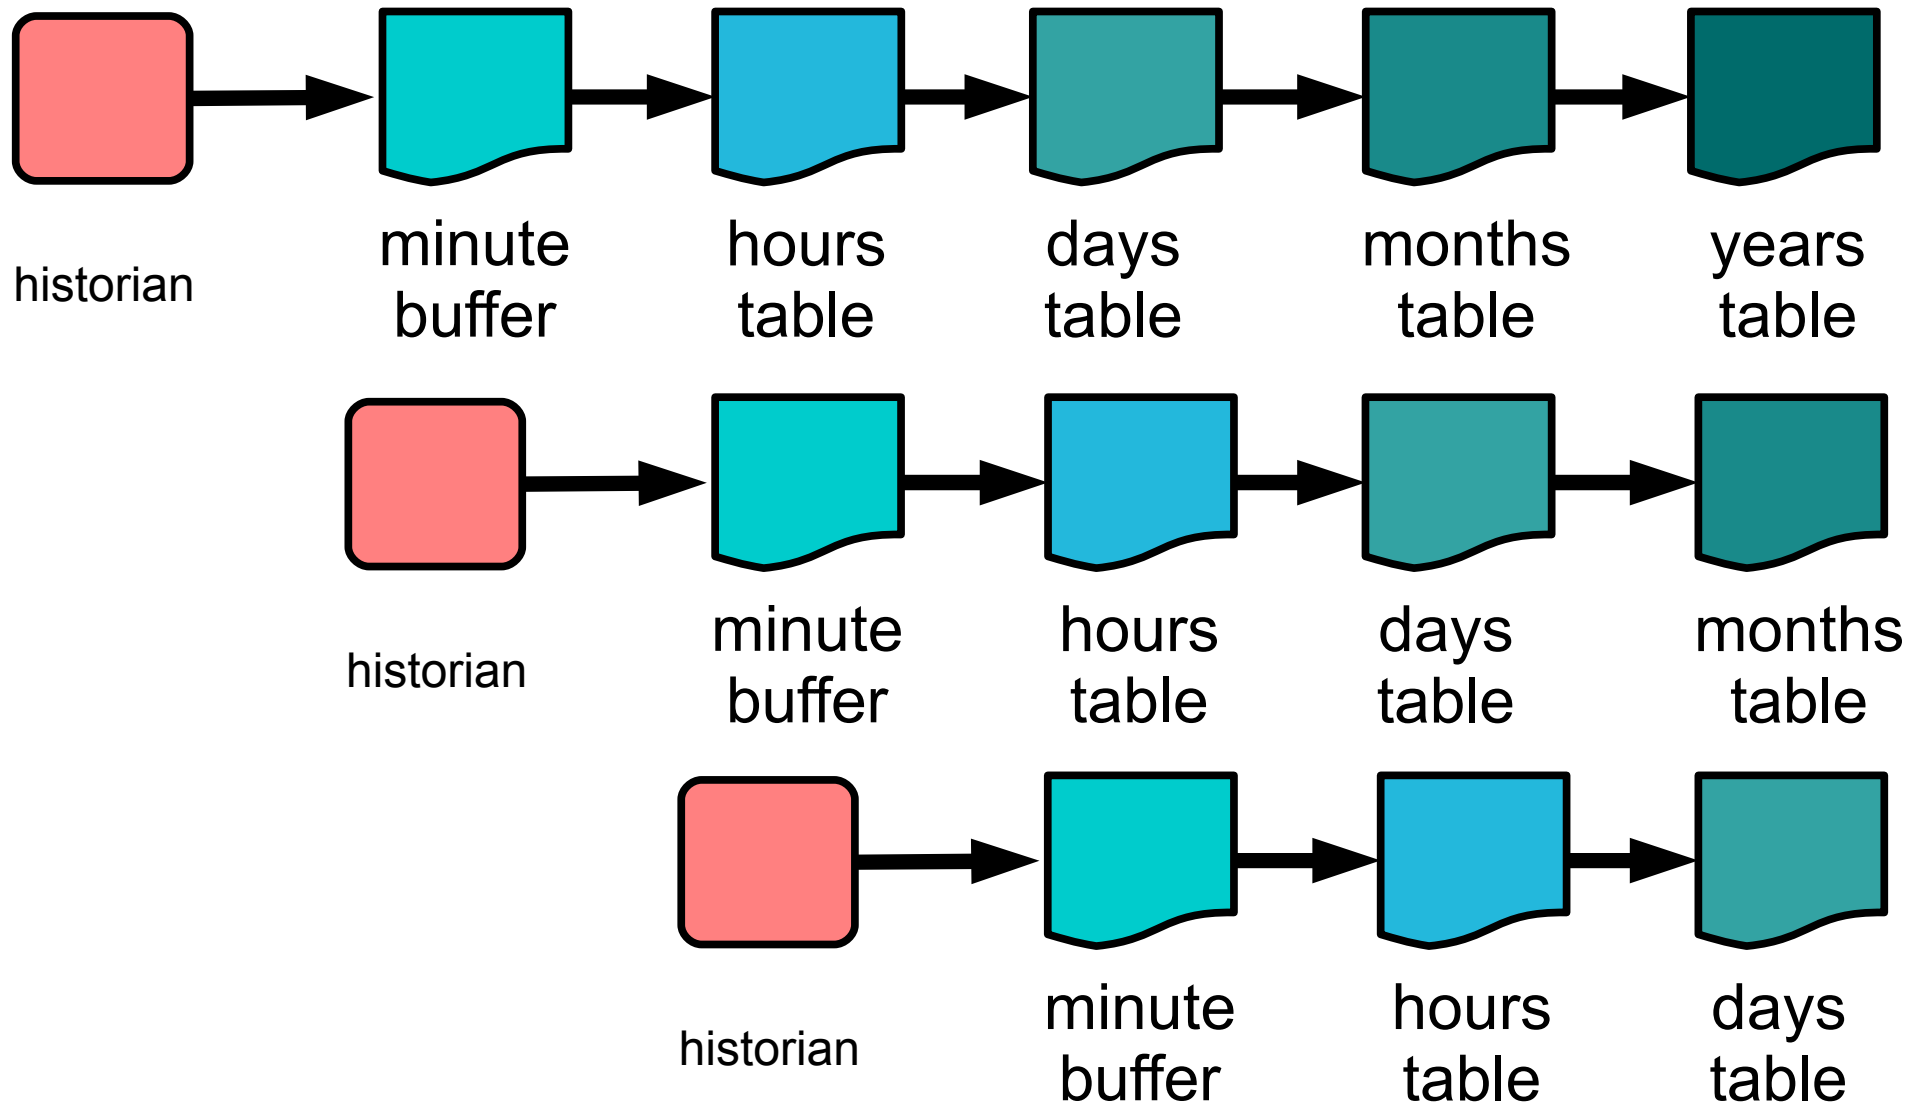 historian
minute
buffer
hours
table
days
table
months
table
years
table
historian
minute
buffer
hours
table
days
table
months
table
historian
minute
buffer
hours
table
days
table